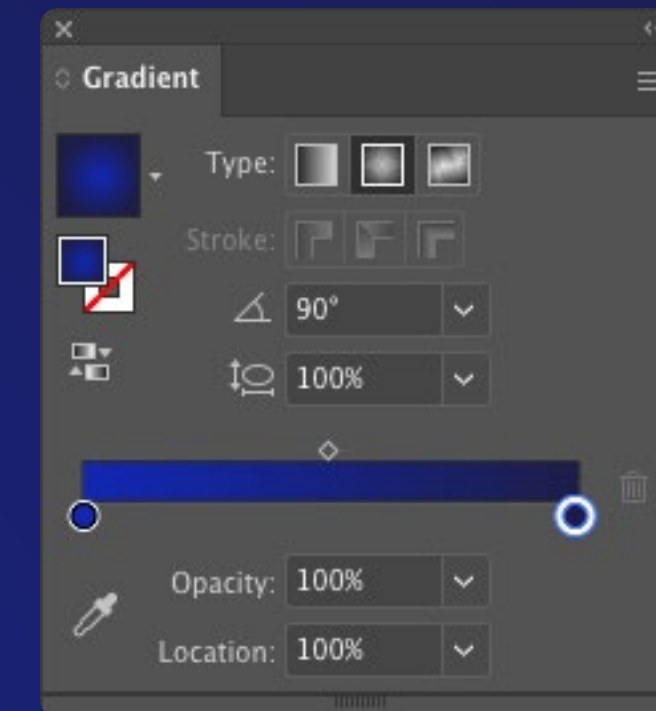 Gradient
Type:
Stroke:
90°
100%
Opacity: 100%
Location: 100%